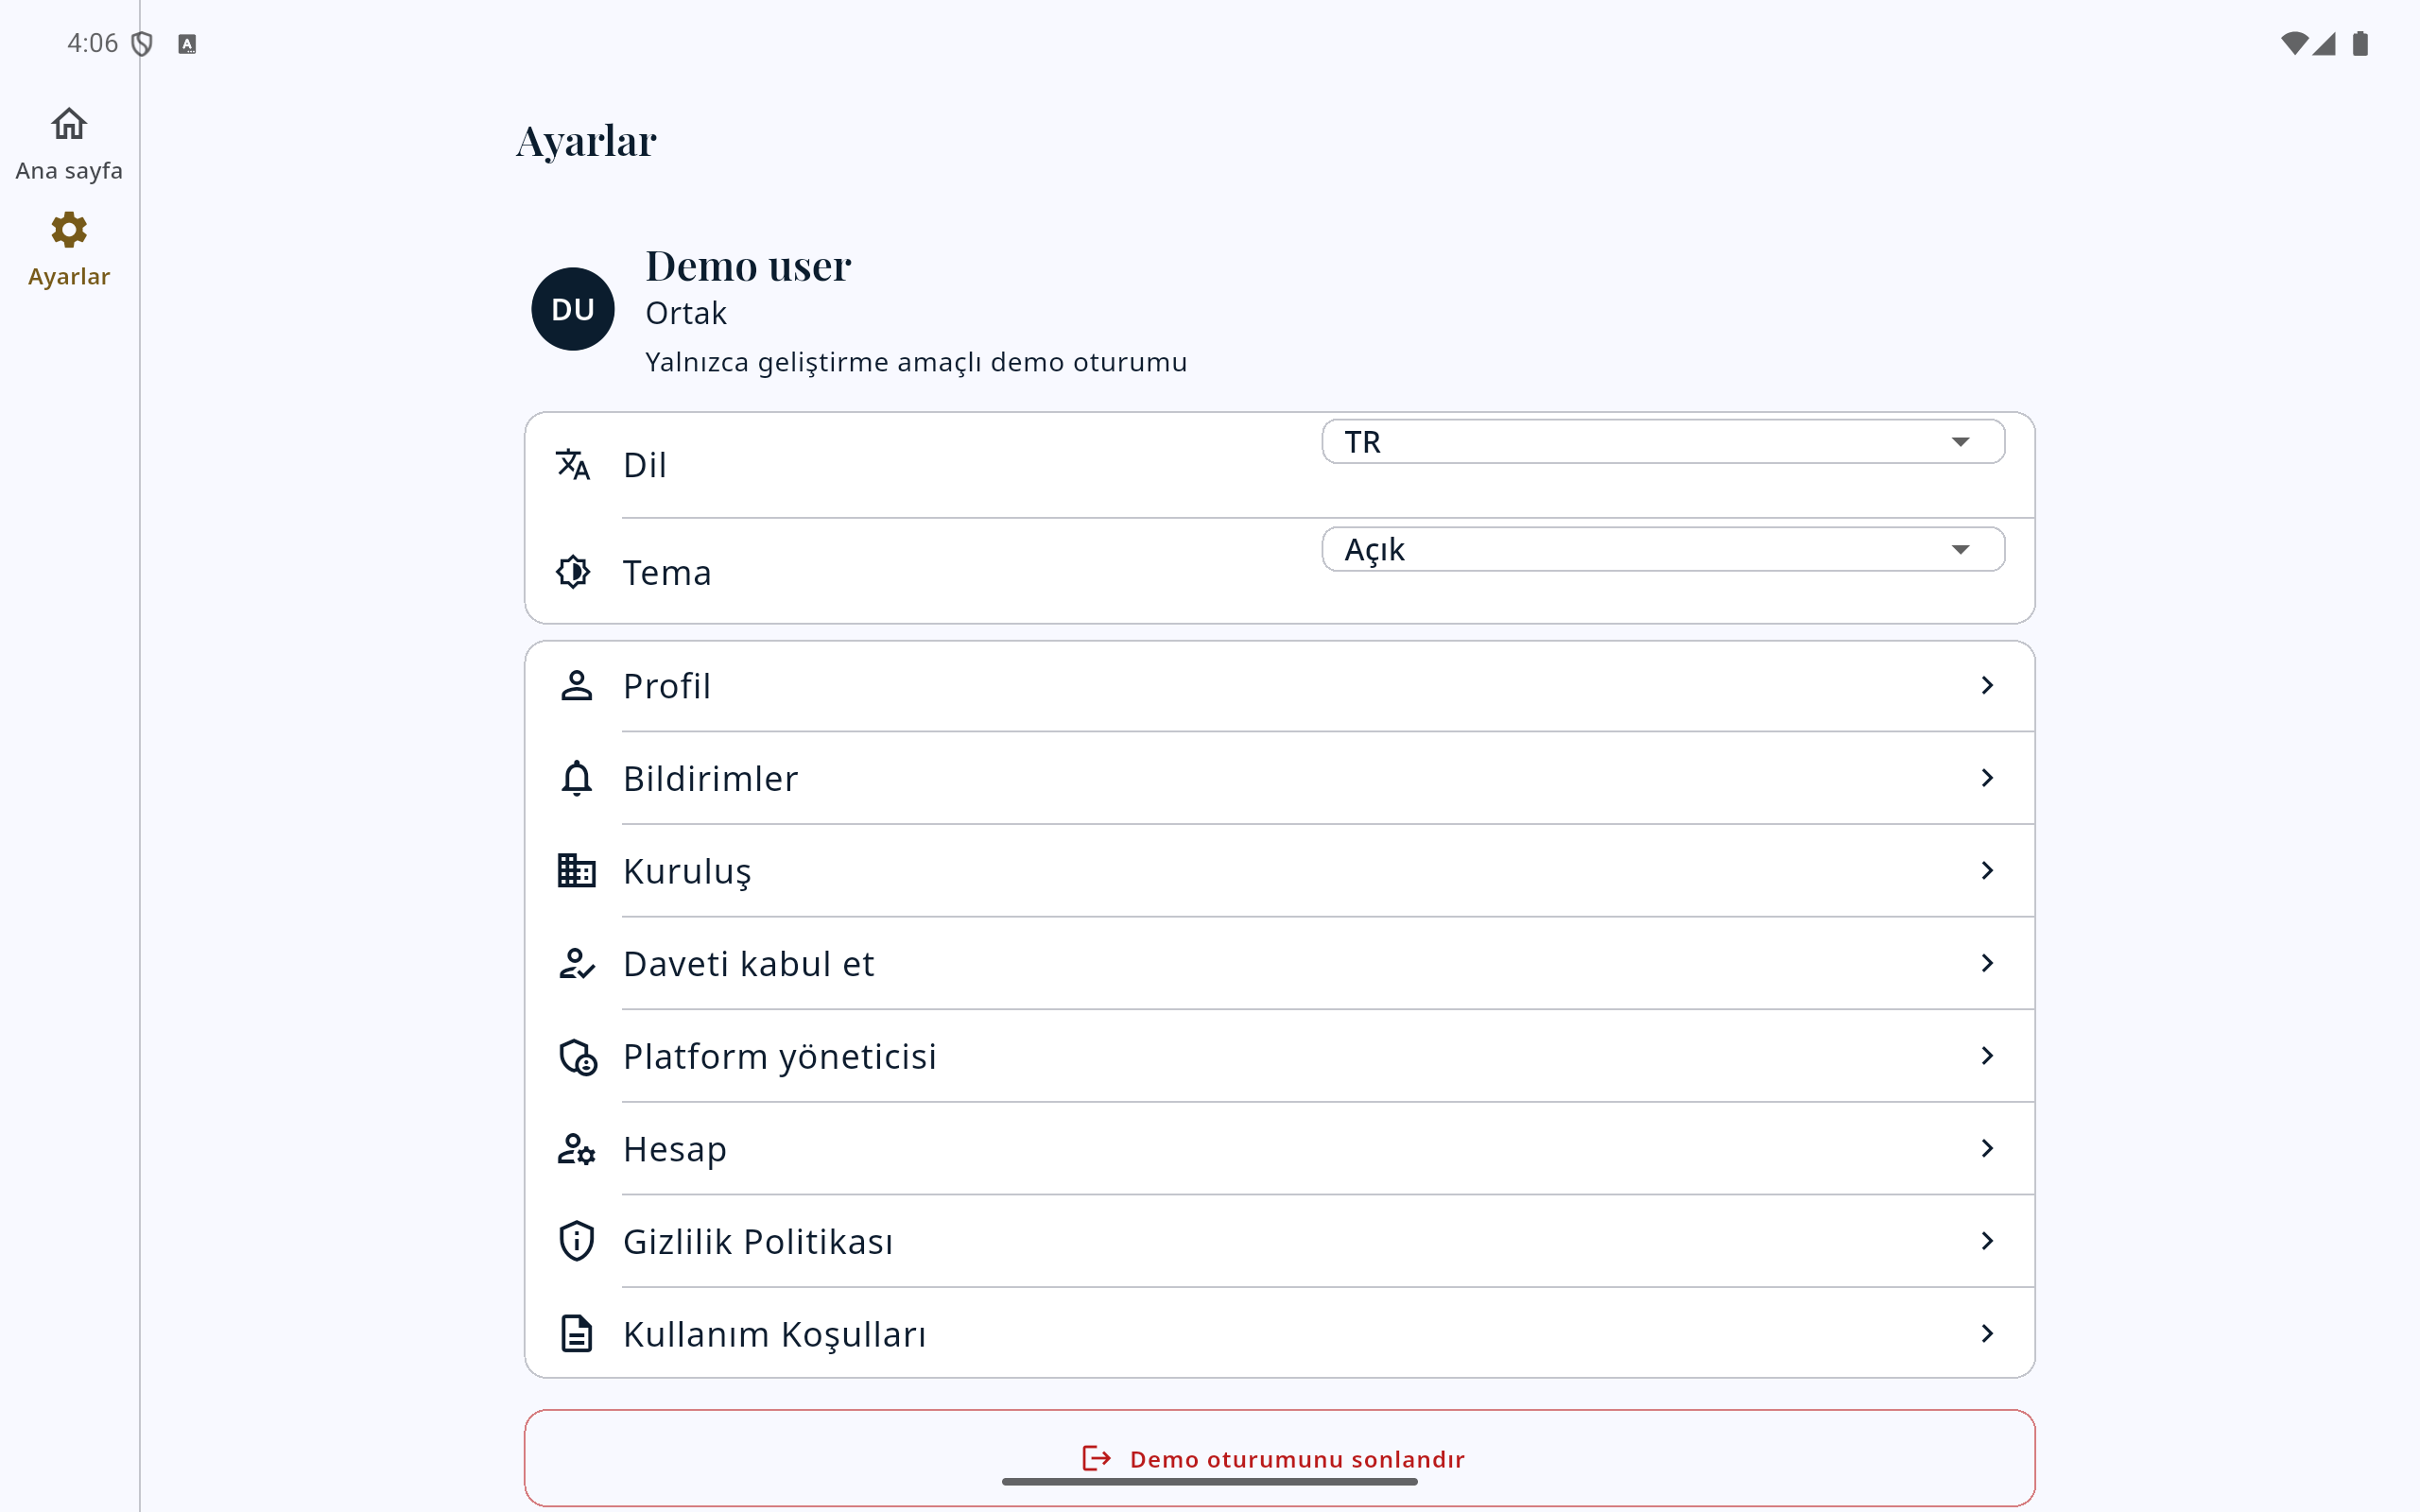 4:06
Ana sayfa
Ayarlar
Ayarlar
Demo user
DU
Ortak
Yalnızca geliştirme amaçlı demo oturumu
Dil
TR
Tema
Açık
Profil
Bildirimler
Kuruluş
Daveti kabul et
Platform yöneticisi
Hesap
Gizlilik Politikası
Kullanım Koşulları
Demo oturumunu sonlandır